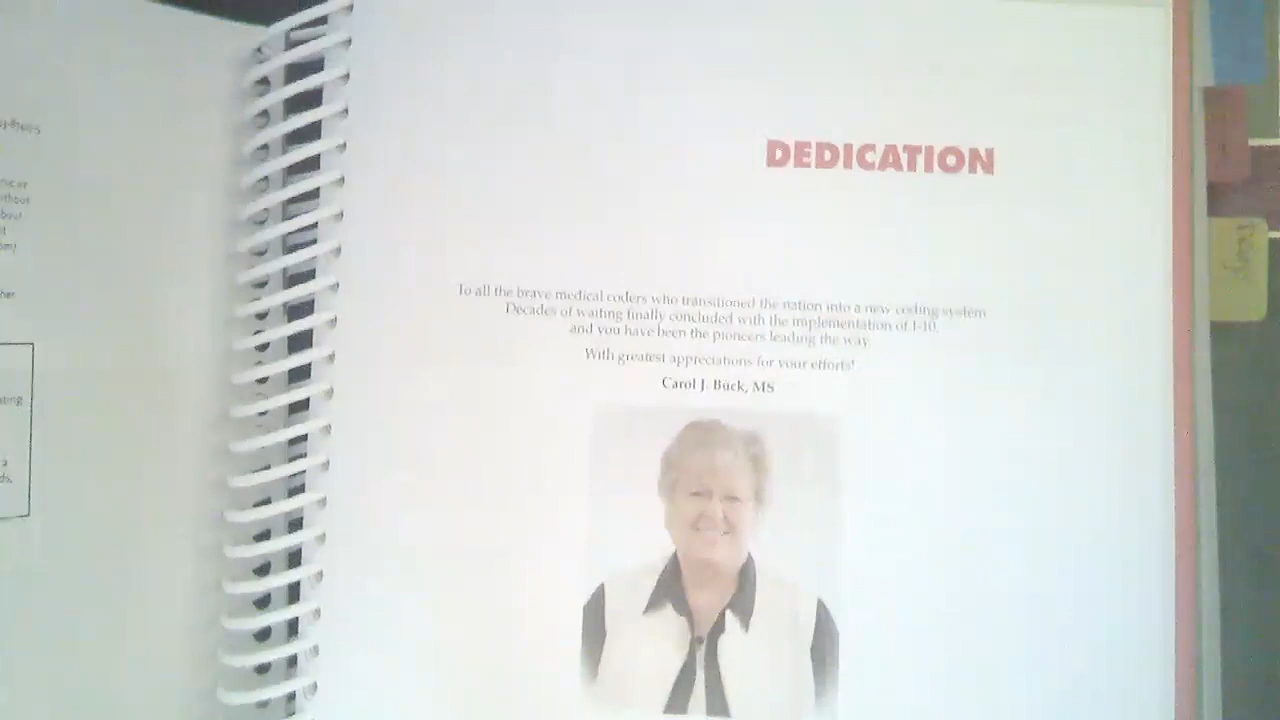 DEDICATION
To all the brave medical coders who transitioned the nation into a new coding system
Decades of waiting finally concluded with the implementation of I-10,
and you have been the pioneers leading the way.
With greatest appreciations for your efforts!
Carol J. Buck, MS